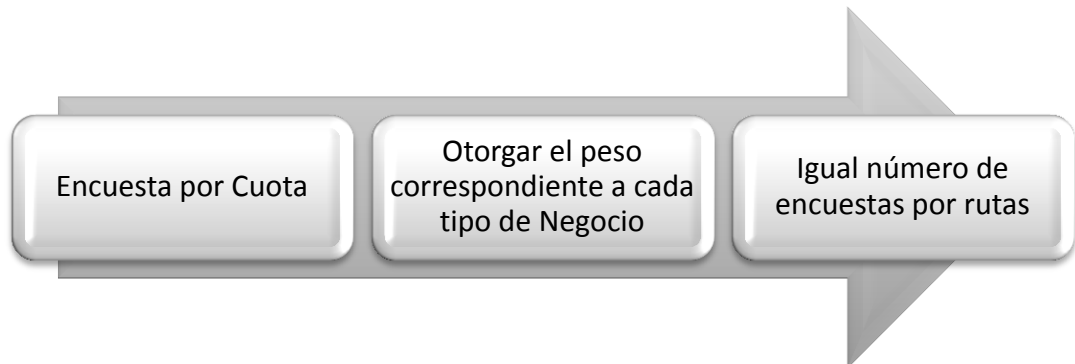 Encuesta por Cuota
Otorgar el peso
correspondiente a cada
tipo de Negocio
Igual número de
encuestas por rutas